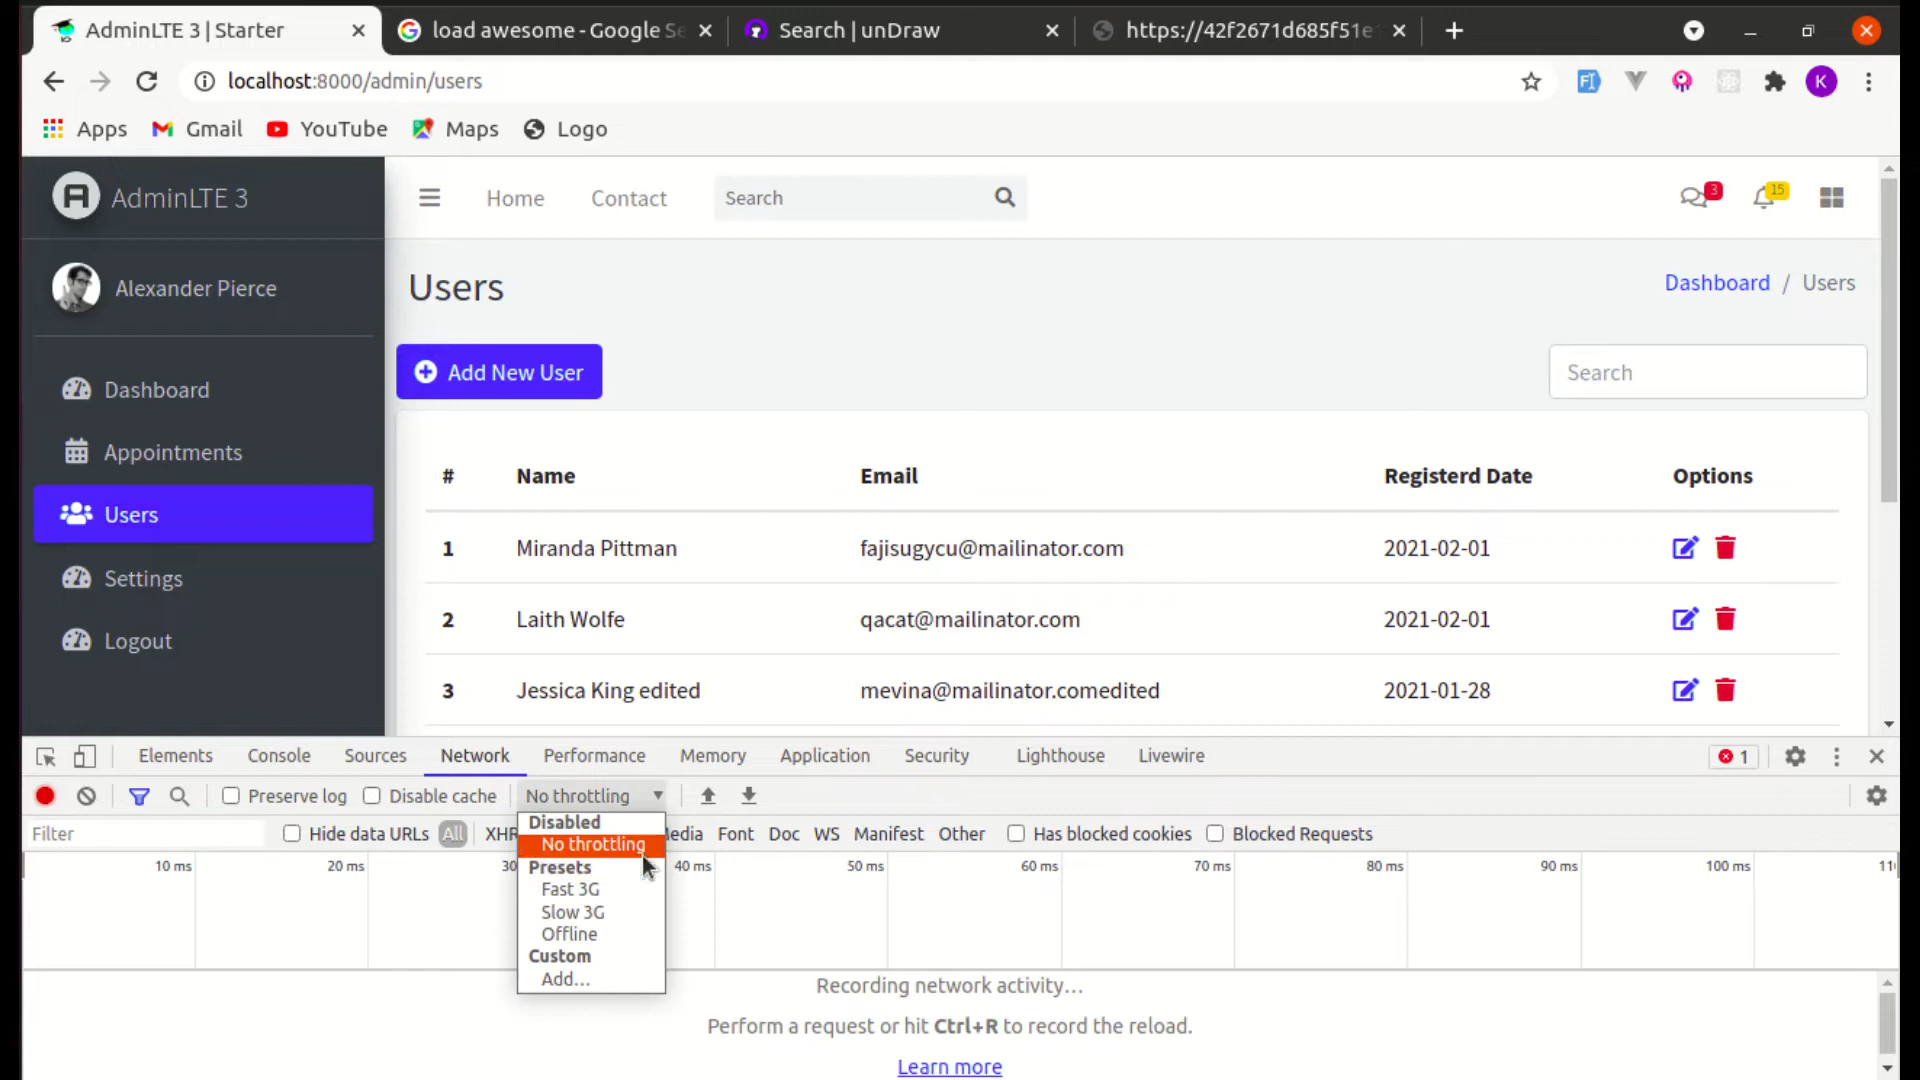 AdminLTE 3 | Starter
load awesome - Google Se
Search | unDraw
https://42f2671d685f51e
localhost:8000/admin/users
K
Apps
Gmail
YouTube
Maps
Logo
AdminLTE 3
Home
Contact
Search
3
15
Alexander Pierce
Users
Dashboard / Users
Add New User
Search
Dashboard
Appointments
Users
Settings
Logout
# Name Email Registerd Date Options
1 Miranda Pittman fajisugycu@mailinator.com 2021-02-01
2 Laith Wolfe qacat@mailinator.com 2021-02-01
3 Jessica King edited mevina@mailinator.comedited 2021-01-28
Elements Console Sources Network Performance Memory Application Security Lighthouse Livewire 1
Preserve log Disable cache No throttling
Filter Hide data URLs All XHR edia Font Doc WS Manifest Other Has blocked cookies Blocked Requests
Disabled
No throttling
Presets
Fast 3G
Slow 3G
Offline
Custom
Add...
10 ms 20 ms 30 40 ms 50 ms 60 ms 70 ms 80 ms 90 ms 100 ms 11
Recording network activity…
Perform a request or hit Ctrl+R to record the reload.
Learn more